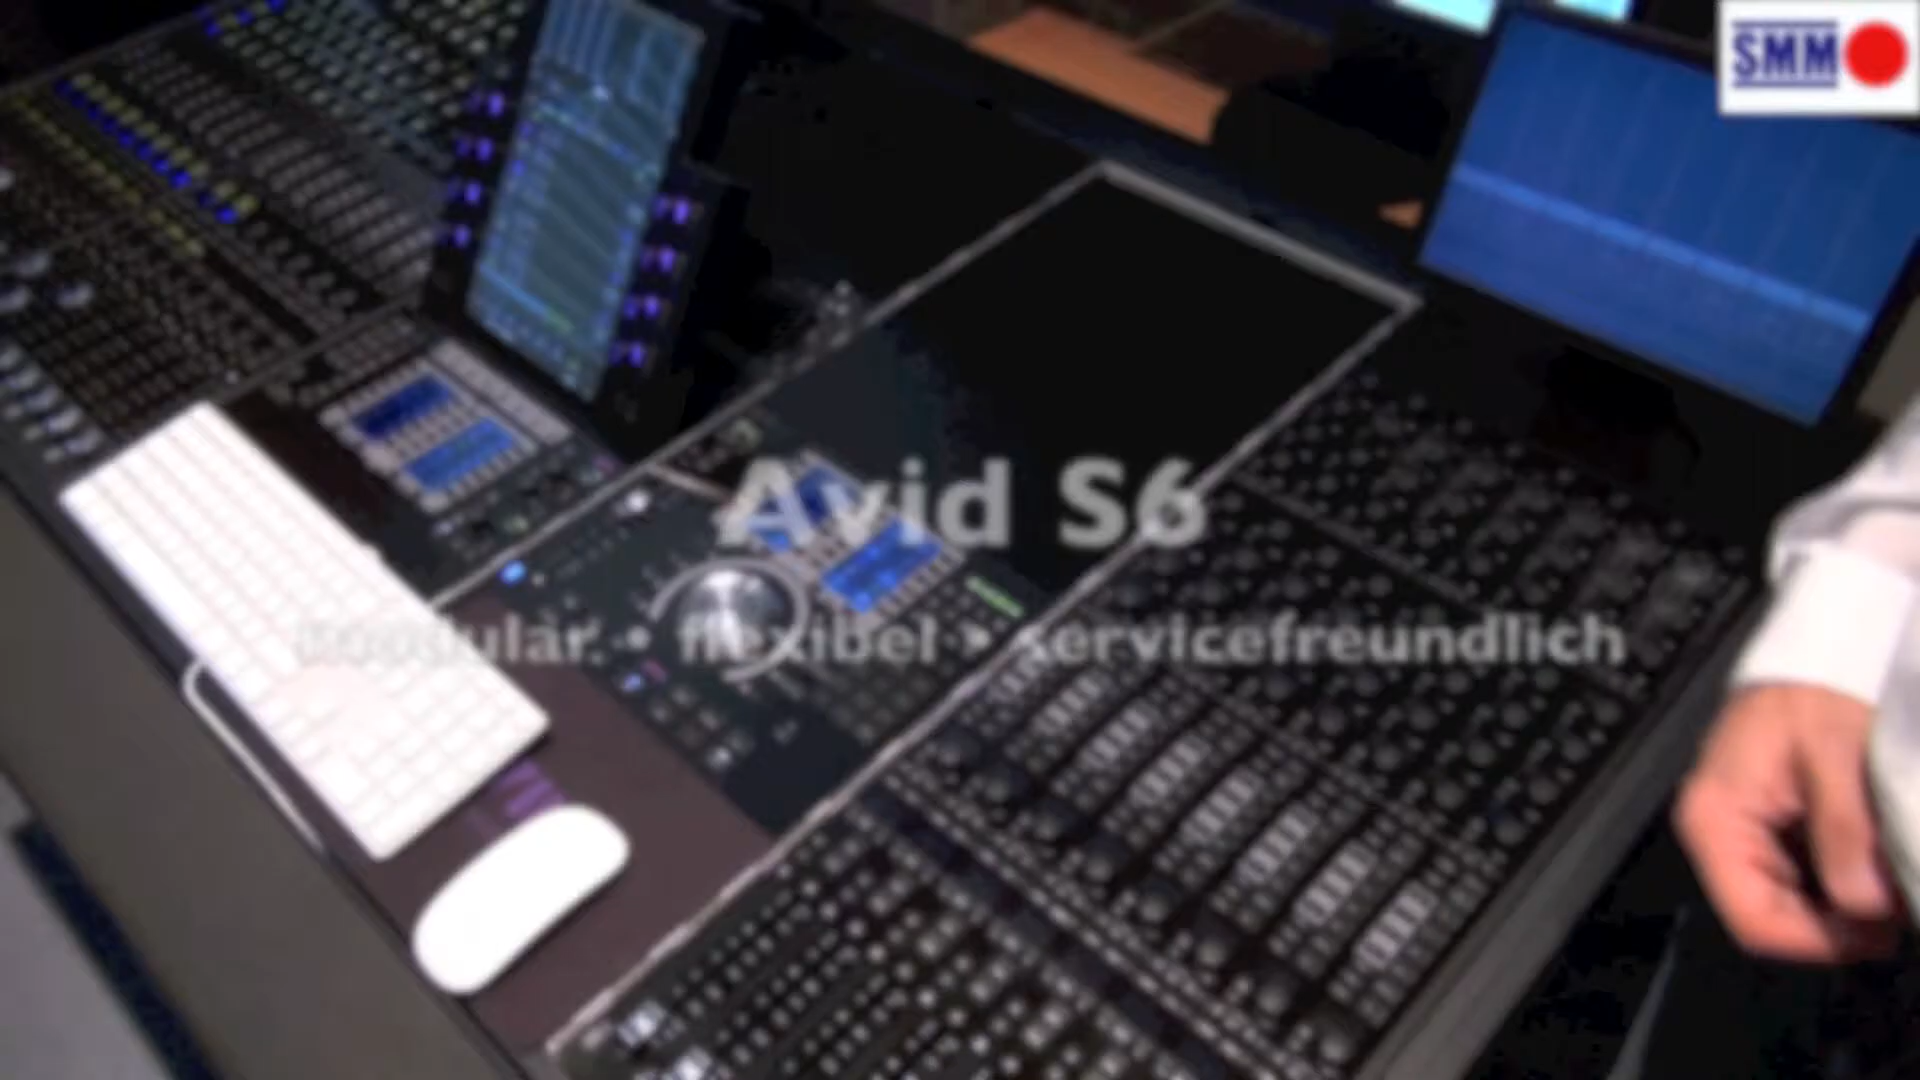 SMM
Avid S6
modular. • flexibel • servicefreundlich